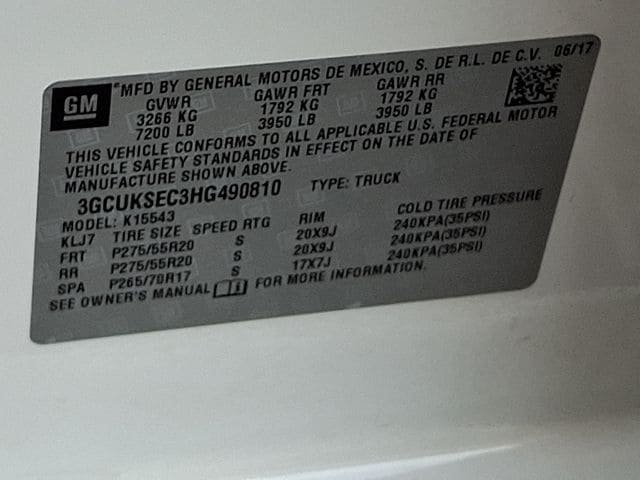 GM
*MFD BY GENERAL MOTORS DE MEXICO, S. DE R.L. DE C.V. 06/17
GVWR GAWR FRT GAWR RR
3266 KG 1792 KG 1792 KG
7200 LB 3950 LB 3950 LB
THIS VEHICLE CONFORMS TO ALL APPLICABLE U.S. FEDERAL MOTOR
VEHICLE SAFETY STANDARDS IN EFFECT ON THE DATE OF
MANUFACTURE SHOWN ABOVE.
3GCUKSEC3HG490810 TYPE: TRUCK
MODEL: K15543
KLJ7 TIRE SIZE SPEED RTG RIM COLD TIRE PRESSURE
FRT P275/55R20 S 20X9J 240KPA(35PSI)
RR P275/55R20 S 20X9J 240KPA(35PSI)
SPA P265/70R17 S 17X7J 240KPA(35PSI)
SEE OWNER'S MANUAL FOR MORE INFORMATION.